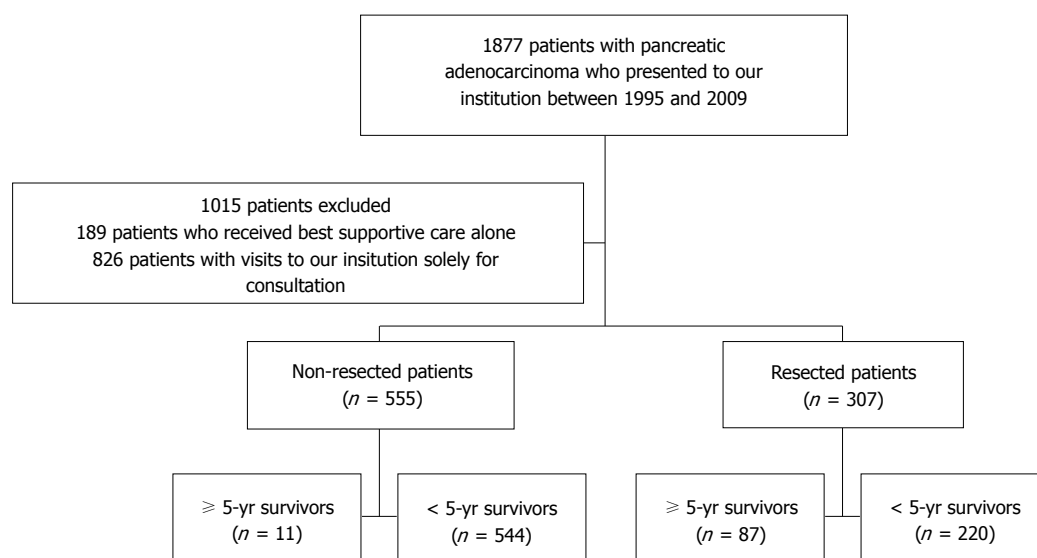 1877 patients with pancreatic
adenocarcinoma who presented to our
institution between 1995 and 2009
1015 patients excluded
189 patients who received best supportive care alone
826 patients with visits to our insitution solely for
consultation
Non-resected patients
(n = 555)
Resected patients
(n = 307)
≥ 5-yr survivors
(n = 11)
< 5-yr survivors
(n = 544)
≥ 5-yr survivors
(n = 87)
< 5-yr survivors
(n = 220)